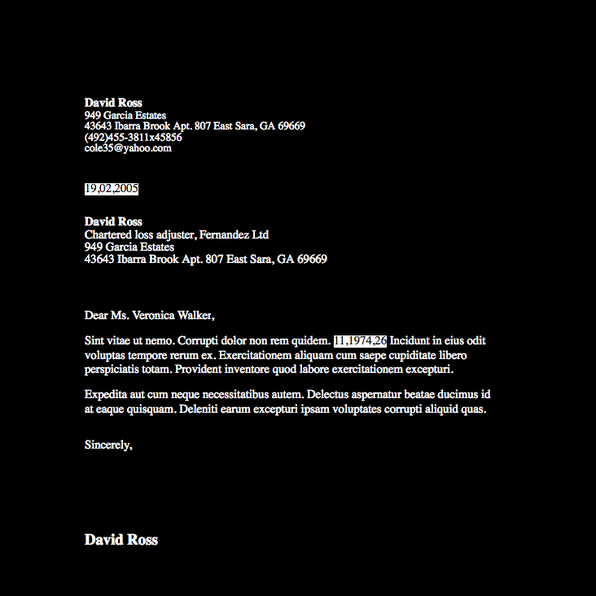 David Ross
949 Garcia Estates
43643 Ibarra Brook Apt. 807 East Sara, GA 69669
(492)455-3811x45856
cole35@yahoo.com
19,02,2005
David Ross
Chartered loss adjuster, Fernandez Ltd
949 Garcia Estates
43643 Ibarra Brook Apt. 807 East Sara, GA 69669
Dear Ms. Veronica Walker,
Sint vitae ut nemo. Corrupti dolor non rem quidem. 11,1974,26 Incidunt in eius odit
voluptas tempore rerum ex. Exercitationem aliquam cum saepe cupiditate libero
perspiciatis totam. Provident inventore quod labore exercitationem excepturi.
Expedita aut cum neque necessitatibus autem. Delectus aspernatur beatae ducimus id
at eaque quisquam. Deleniti earum excepturi ipsam voluptates corrupti aliquid quas.
Sincerely,
David Ross